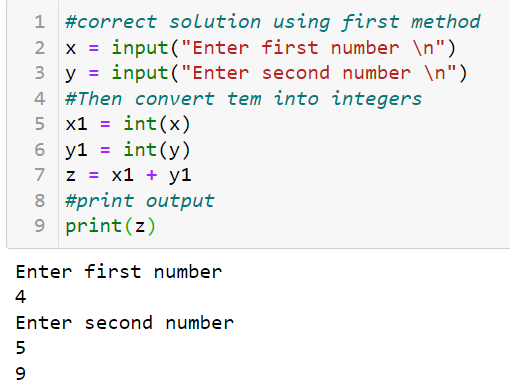 1 #correct solution using first method
2 x = input("Enter first number \n")
3 y = input("Enter second number \n")
4 #Then convert tem into integers
5 x1 = int(x)
6 y1 = int(y)
7 z = x1 + y1
8 #print output
9 print(z)
Enter first number
4
Enter second number
5
9